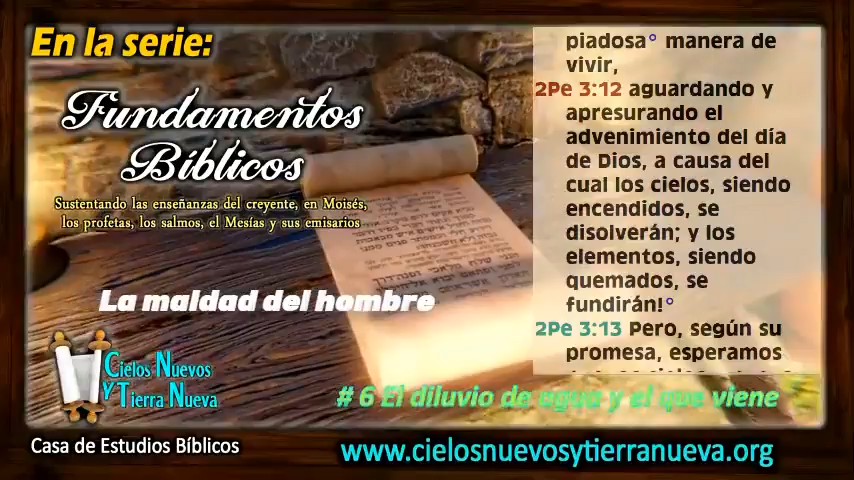 En la serie:
Fundamentos
Bíblicos
Sustentando las enseñanzas del creyente, en Moisés,
los profetas, los salmos, el Mesías y sus emisarios
La maldad del hombre
Cielos Nuevos
Y Tierra Nueva
Casa de Estudios Bíblicos
piadosa° manera de
vivir,
2Pe 3:12 aguardando y
apresurando el
advenimiento del día
de Dios, a causa del
cual los cielos, siendo
encendidos, se
disolverán; y los
elementos, siendo
quemados, se
fundirán!°
2Pe 3:13 Pero, según su
promesa, esperamos
# 6 El diluvio de agua y el que viene
www.cielosnuevosytierranueva.org